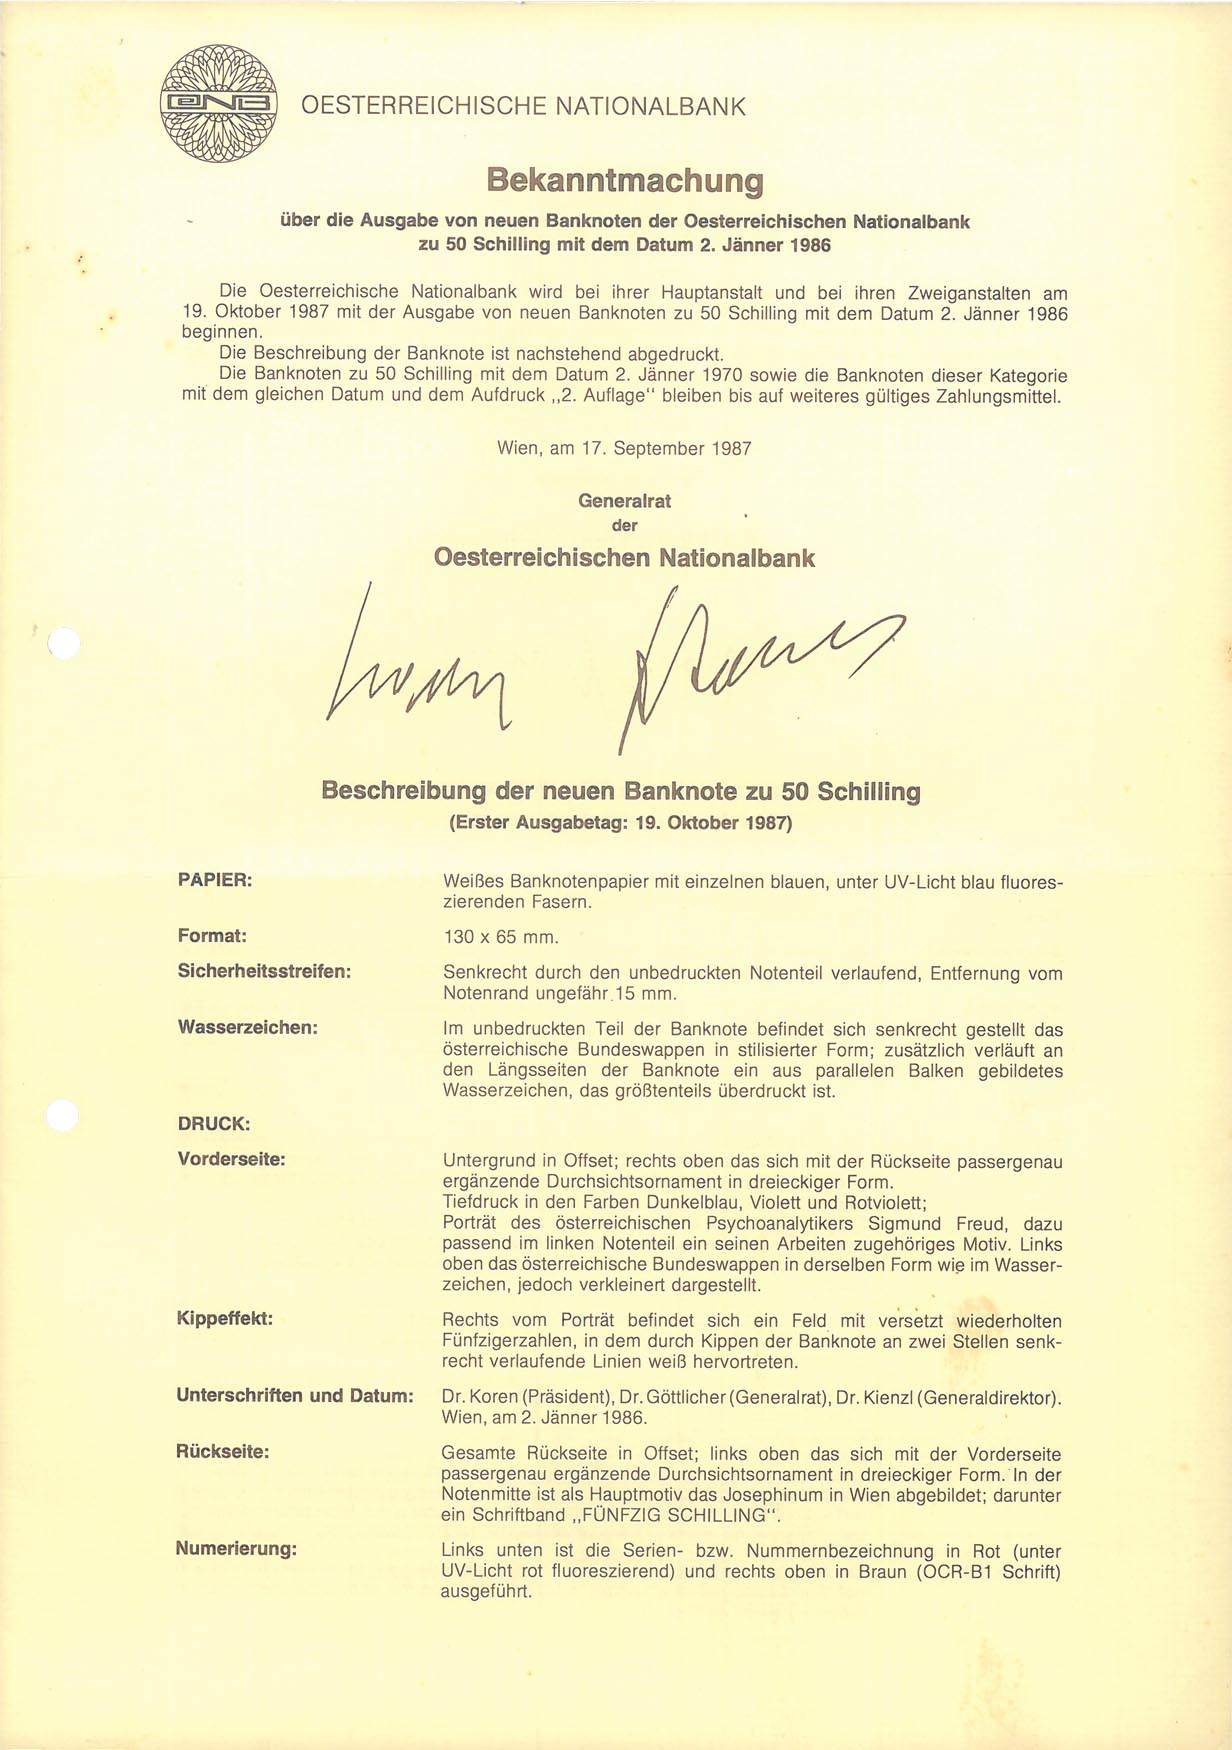 OeNB
OESTERREICHISCHE NATIONALBANK
Bekanntmachung
über die Ausgabe von neuen Banknoten der Oesterreichischen Nationalbank
zu 50 Schilling mit dem Datum 2. Jänner 1986
Die Oesterreichische Nationalbank wird bei ihrer Hauptanstalt und bei ihren Zweiganstalten am
19. Oktober 1987 mit der Ausgabe von neuen Banknoten zu 50 Schilling mit dem Datum 2. Jänner 1986
beginnen.
Die Beschreibung der Banknote ist nachstehend abgedruckt.
Die Banknoten zu 50 Schilling mit dem Datum 2. Jänner 1970 sowie die Banknoten dieser Kategorie
mit dem gleichen Datum und dem Aufdruck „2. Auflage“ bleiben bis auf weiteres gültiges Zahlungsmittel.
Wien, am 17. September 1987
Generalrat
der
Oesterreichischen Nationalbank
Beschreibung der neuen Banknote zu 50 Schilling
(Erster Ausgabetag: 19. Oktober 1987)
PAPIER: Weißes Banknotenpapier mit einzelnen blauen, unter UV-Licht blau fluores-
zierenden Fasern.
Format: 130 x 65 mm.
Sicherheitsstreifen: Senkrecht durch den unbedruckten Notenteil verlaufend, Entfernung vom
Notenrand ungefähr 15 mm.
Wasserzeichen: Im unbedruckten Teil der Banknote befindet sich senkrecht gestellt das
österreichische Bundeswappen in stilisierter Form; zusätzlich verläuft an
den Längsseiten der Banknote ein aus parallelen Balken gebildetes
Wasserzeichen, das größtenteils überdruckt ist.
DRUCK:
Vorderseite: Untergrund in Offset; rechts oben das sich mit der Rückseite passergenau
ergänzende Durchsichtsornament in dreieckiger Form.
Tiefdruck in den Farben Dunkelblau, Violett und Rotviolett;
Porträt des österreichischen Psychoanalytikers Sigmund Freud, dazu
passend im linken Notenteil ein seinen Arbeiten zugehöriges Motiv. Links
oben das österreichische Bundeswappen in derselben Form wie im Wasser-
zeichen, jedoch verkleinert dargestellt.
Kippeffekt: Rechts vom Porträt befindet sich ein Feld mit versetzt wiederholten
Fünfzigerzahlen, in dem durch Kippen der Banknote an zwei Stellen senk-
recht verlaufende Linien weiß hervortreten.
Unterschriften und Datum: Dr. Koren (Präsident), Dr. Göttlicher (Generalrat), Dr. Kienzl (Generaldirektor).
Wien, am 2. Jänner 1986.
Rückseite: Gesamte Rückseite in Offset; links oben das sich mit der Vorderseite
passergenau ergänzende Durchsichtsornament in dreieckiger Form. In der
Notenmitte ist als Hauptmotiv das Josephinum in Wien abgebildet; darunter
ein Schriftband „FÜNFZIG SCHILLING“.
Numerierung: Links unten ist die Serien- bzw. Nummernbezeichnung in Rot (unter
UV-Licht rot fluoreszierend) und rechts oben in Braun (OCR-B1 Schrift)
ausgeführt.